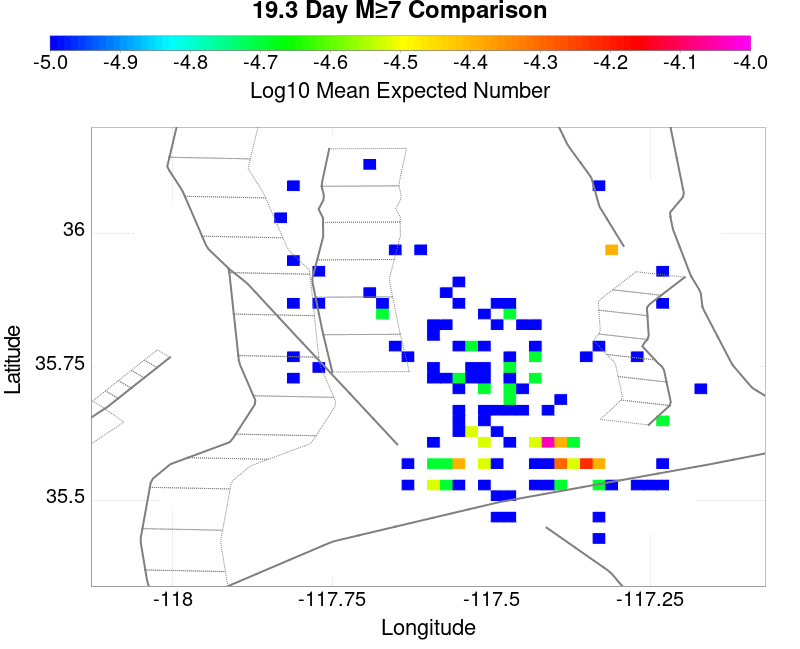 19.3 Day M≥7 Comparison
-5.0 -4.9 -4.8 -4.7 -4.6 -4.5 -4.4 -4.3 -4.2 -4.1 -4.0
Log10 Mean Expected Number
36
35.75
35.5
Latitude
-118 -117.75 -117.5 -117.25
Longitude